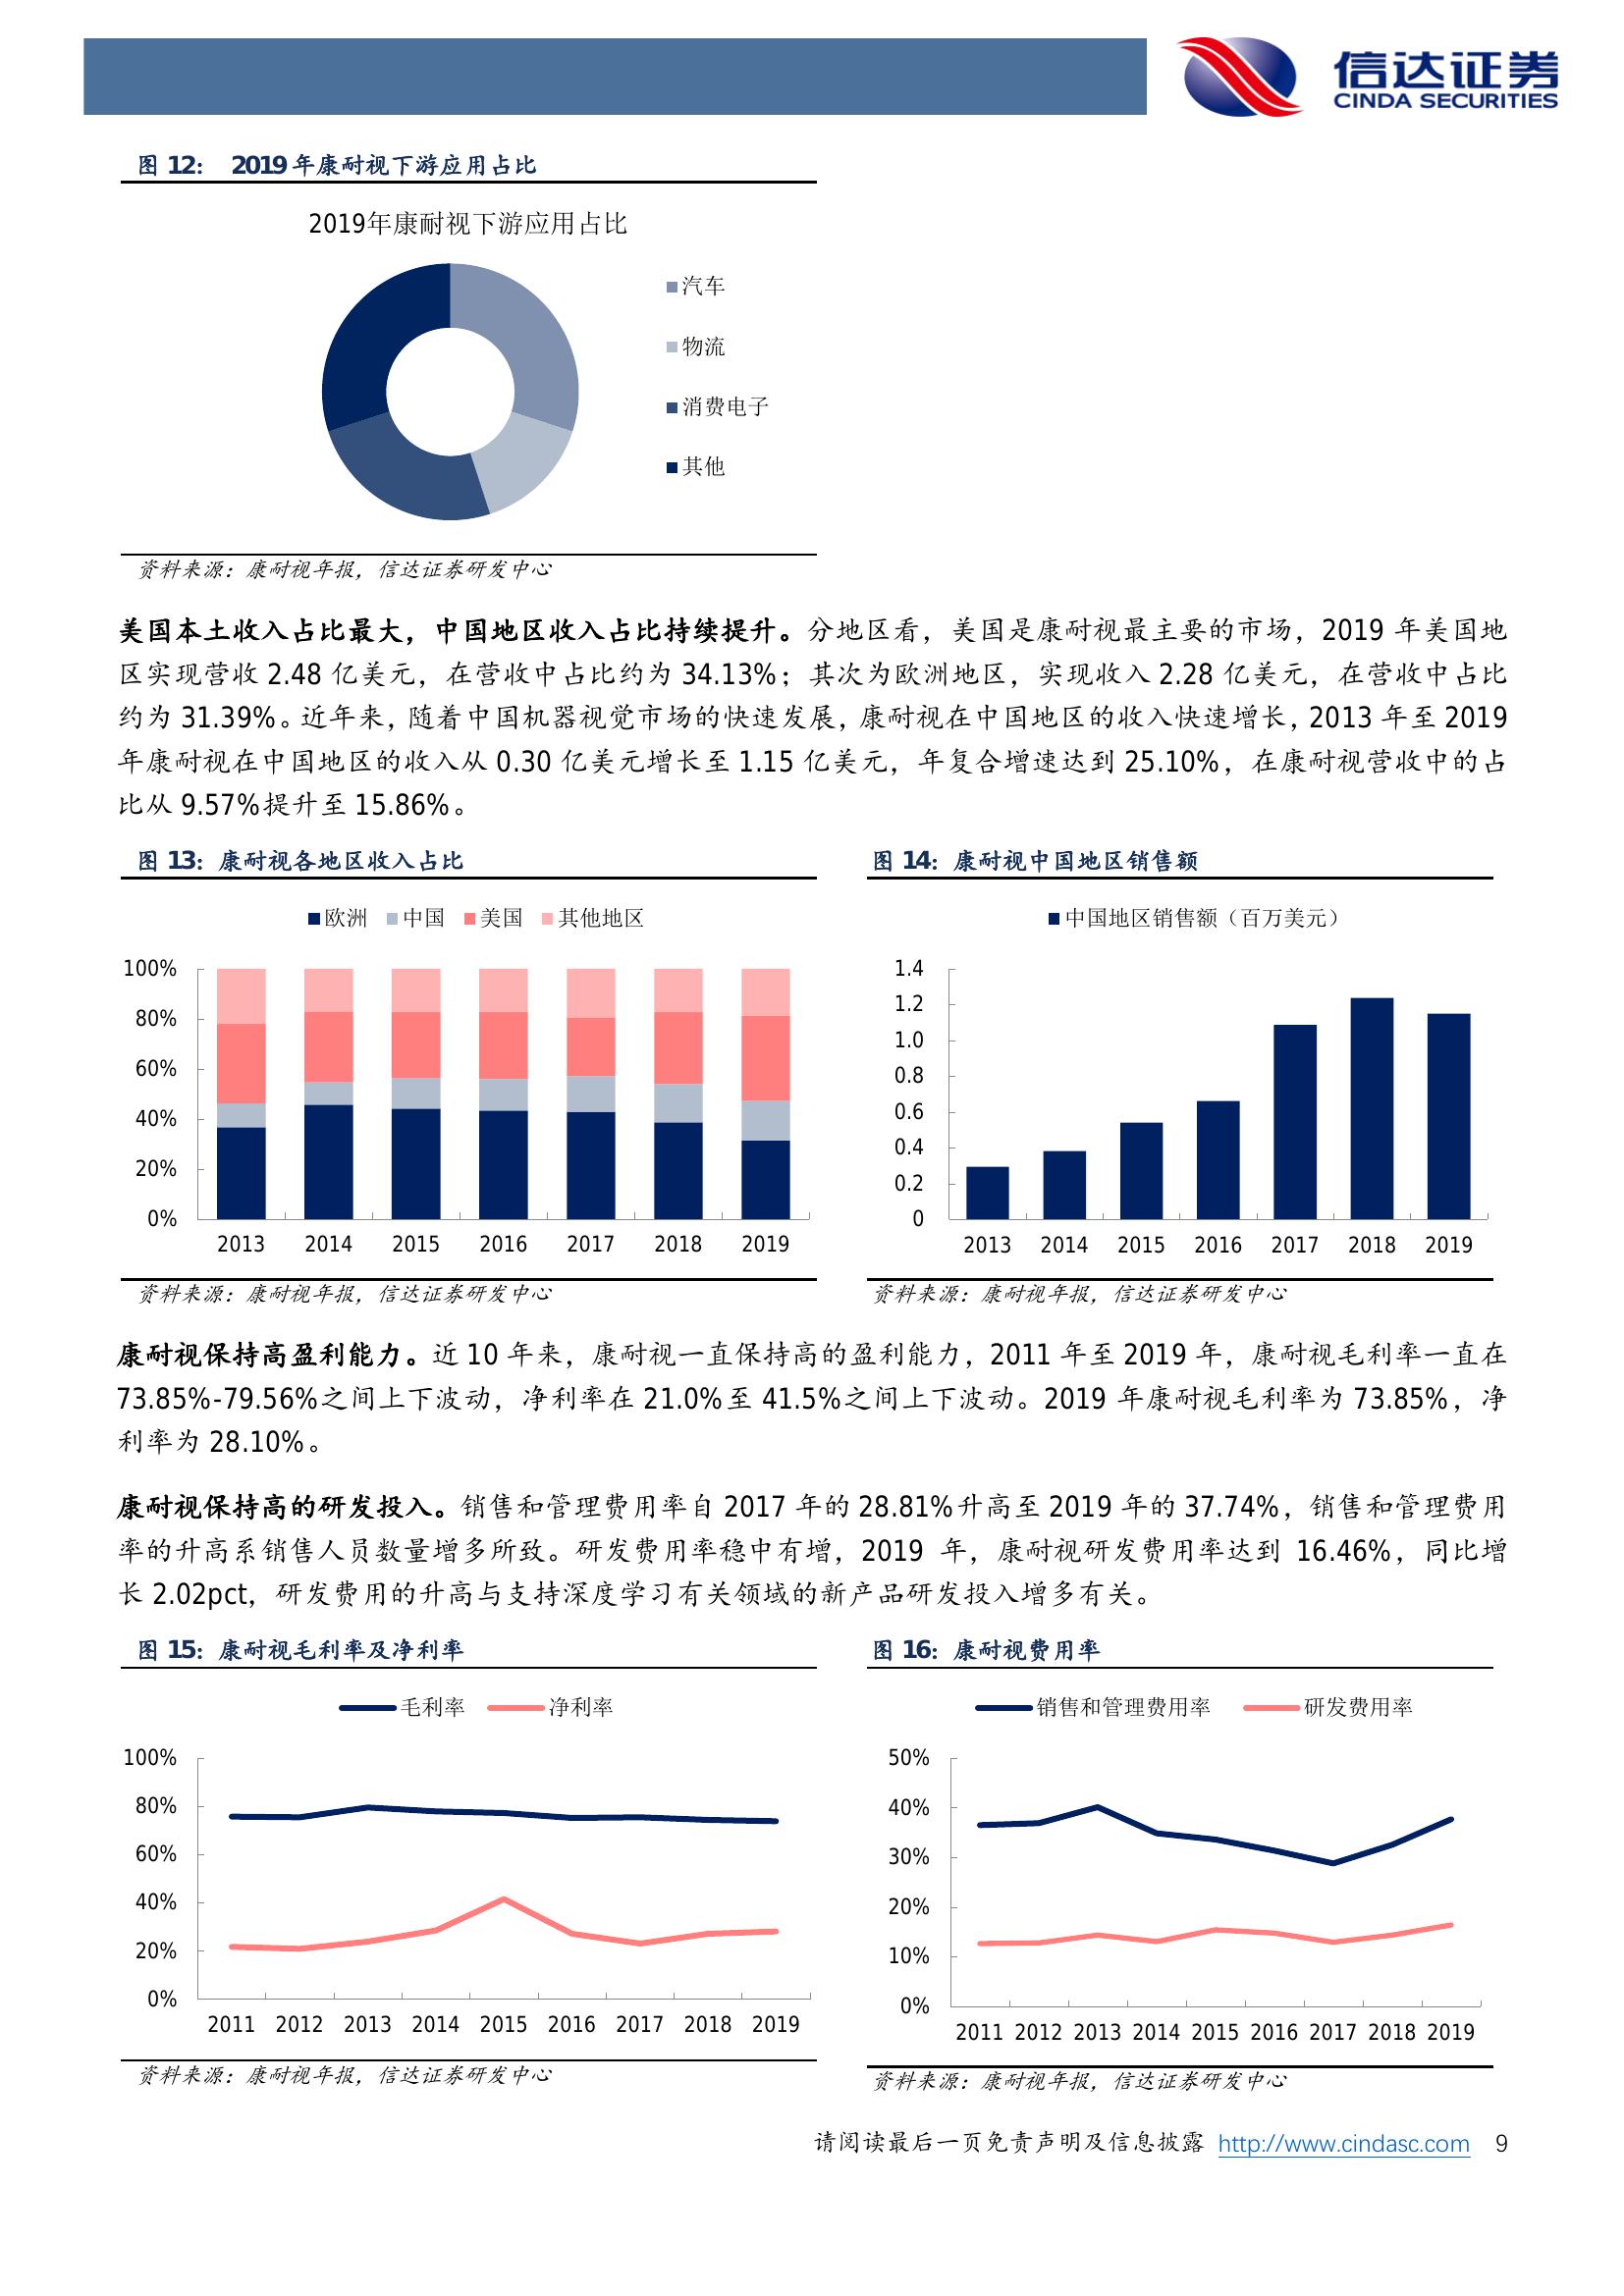 信达证券
CINDA SECURITIES
图 12： 2019 年康耐视下游应用占比
2019年康耐视下游应用占比
汽车
物流
消费电子
其他
资料来源：康耐视年报，信达证券研发中心
美国本土收入占比最大，中国地区收入占比持续提升。分地区看，美国是康耐视最主要的市场，2019 年美国地
区实现营收 2.48 亿美元，在营收中占比约为 34.13%；其次为欧洲地区，实现收入 2.28 亿美元，在营收中占比
约为 31.39%。近年来，随着中国机器视觉市场的快速发展，康耐视在中国地区的收入快速增长，2013 年至 2019
年康耐视在中国地区的收入从 0.30 亿美元增长至 1.15 亿美元，年复合增速达到 25.10%，在康耐视营收中的占
比从 9.57%提升至 15.86%。
图 13：康耐视各地区收入占比
欧洲 中国 美国 其他地区
100%
80%
60%
40%
20%
0%
2013 2014 2015 2016 2017 2018 2019
资料来源：康耐视年报，信达证券研发中心
图 14：康耐视中国地区销售额
中国地区销售额（百万美元）
1.4
1.2
1.0
0.8
0.6
0.4
0.2
0
2013 2014 2015 2016 2017 2018 2019
资料来源：康耐视年报，信达证券研发中心
康耐视保持高盈利能力。近 10 年来，康耐视一直保持高的盈利能力，2011 年至 2019 年，康耐视毛利率一直在
73.85%-79.56%之间上下波动，净利率在 21.0%至 41.5%之间上下波动。2019 年康耐视毛利率为 73.85%，净
利率为 28.10%。
康耐视保持高的研发投入。销售和管理费用率自 2017 年的 28.81%升高至 2019 年的 37.74%，销售和管理费用
率的升高系销售人员数量增多所致。研发费用率稳中有增，2019 年，康耐视研发费用率达到 16.46%，同比增
长 2.02pct，研发费用的升高与支持深度学习有关领域的新产品研发投入增多有关。
图 15：康耐视毛利率及净利率
毛利率 净利率
100%
80%
60%
40%
20%
0%
2011 2012 2013 2014 2015 2016 2017 2018 2019
资料来源：康耐视年报，信达证券研发中心
图 16：康耐视费用率
销售和管理费用率 研发费用率
50%
40%
30%
20%
10%
0%
2011 2012 2013 2014 2015 2016 2017 2018 2019
资料来源：康耐视年报，信达证券研发中心
请阅读最后一页免责声明及信息披露 http://www.cindasc.com 9